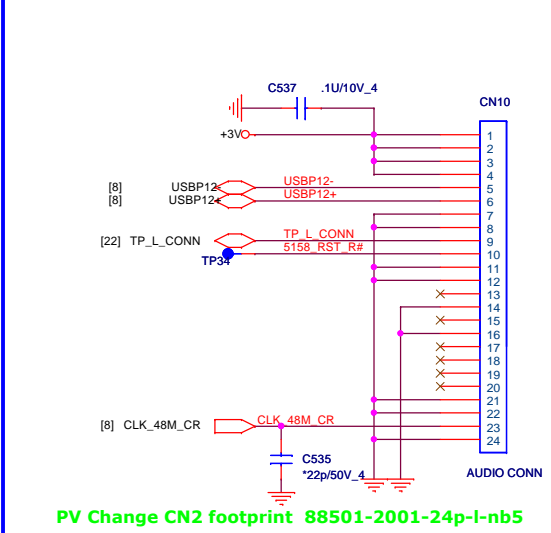 C537 .1U/10V_4
CN10
+3V
1
2
3
4
[8] USBP12- USBP12- 5
[8] USBP12+ USBP12+ 6
7
8
[22] TP_L_CONN TP_L_CONN 9
TP34 5158_RST_R# 10
11
12
13
14
15
16
17
18
19
20
21
22
[8] CLK_48M_CR CLK_48M_CR 23
24
C535
*22p/50V_4
AUDIO CONN
PV Change CN2 footprint 88501-2001-24p-l-nb5